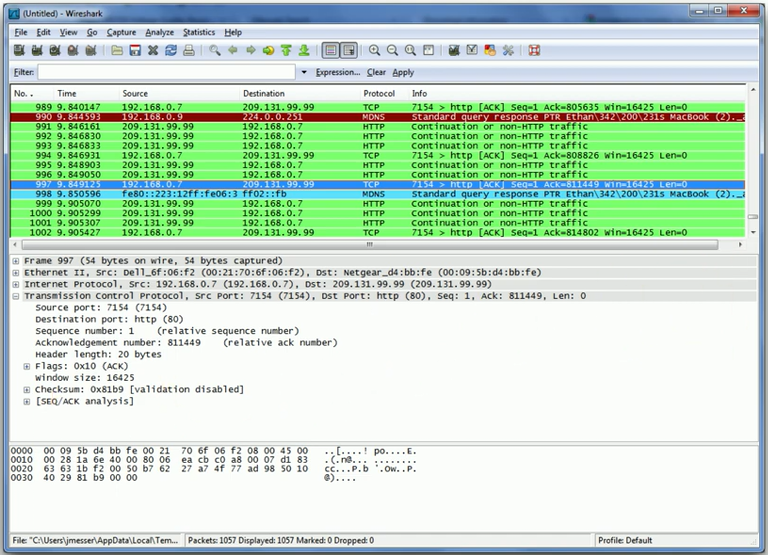 (Untitled) - Wireshark
File Edit View Go Capture Analyze Statistics Help
Filter: Expression... Clear Apply
No. . Time Source Destination Protocol Info
989 9.840147 192.168.0.7 209.131.99.99 TCP 7154 > http [ACK] Seq=1 Ack=805635 Win=16425 Len=0
990 9.844593 192.168.0.9 224.0.0.251 MDNS Standard query response PTR Ethan\342\200\231s MacBook (2)._a
991 9.846161 209.131.99.99 192.168.0.7 HTTP Continuation or non-HTTP traffic
992 9.846830 209.131.99.99 192.168.0.7 HTTP Continuation or non-HTTP traffic
993 9.846833 209.131.99.99 192.168.0.7 HTTP Continuation or non-HTTP traffic
994 9.846931 192.168.0.7 209.131.99.99 TCP 7154 > http [ACK] Seq=1 Ack=808826 Win=16425 Len=0
995 9.848903 209.131.99.99 192.168.0.7 HTTP Continuation or non-HTTP traffic
996 9.849050 209.131.99.99 192.168.0.7 HTTP Continuation or non-HTTP traffic
997 9.849125 192.168.0.7 209.131.99.99 TCP 7154 > http [ACK] Seq=1 Ack=811449 Win=16425 Len=0
998 9.850596 fe80::223:12ff:fe06:3 ff02::fb MDNS Standard query response PTR Ethan\342\200\231s MacBook (2)._a
999 9.905070 209.131.99.99 192.168.0.7 HTTP Continuation or non-HTTP traffic
1000 9.905299 209.131.99.99 192.168.0.7 HTTP Continuation or non-HTTP traffic
1001 9.905307 209.131.99.99 192.168.0.7 HTTP Continuation or non-HTTP traffic
1002 9.905427 192.168.0.7 209.131.99.99 TCP 7154 > http [ACK] Seq=1 Ack=814802 Win=16425 Len=0
Frame 997 (54 bytes on wire, 54 bytes captured)
Ethernet II, Src: Dell_6f:06:f2 (00:21:70:6f:06:f2), Dst: Netgear_d4:bb:fe (00:09:5b:d4:bb:fe)
Internet Protocol, Src: 192.168.0.7 (192.168.0.7), Dst: 209.131.99.99 (209.131.99.99)
Transmission Control Protocol, Src Port: 7154 (7154), Dst Port: http (80), Seq: 1, Ack: 811449, Len: 0
Source port: 7154 (7154)
Destination port: http (80)
Sequence number: 1 (relative sequence number)
Acknowledgement number: 811449 (relative ack number)
Header length: 20 bytes
Flags: 0x10 (ACK)
Window size: 16425
Checksum: 0x81b9 [validation disabled]
[SEQ/ACK analysis]
0000 00 09 5b d4 bb fe 00 21 70 6f 06 f2 08 00 45 00 ..[....! po....E.
0010 00 28 1a 6e 40 00 80 06 ea cb c0 a8 00 07 d1 83 .(.n@... ........
0020 63 63 1b f2 00 50 b7 62 27 a7 4f 77 ad 98 50 10 cc...P.b '.Ow..P.
0030 40 29 81 b9 00 00 @)....
File: "C:\Users\jmesser\AppData\Local\Tem... Packets: 1057 Displayed: 1057 Marked: 0 Dropped: 0 Profile: Default